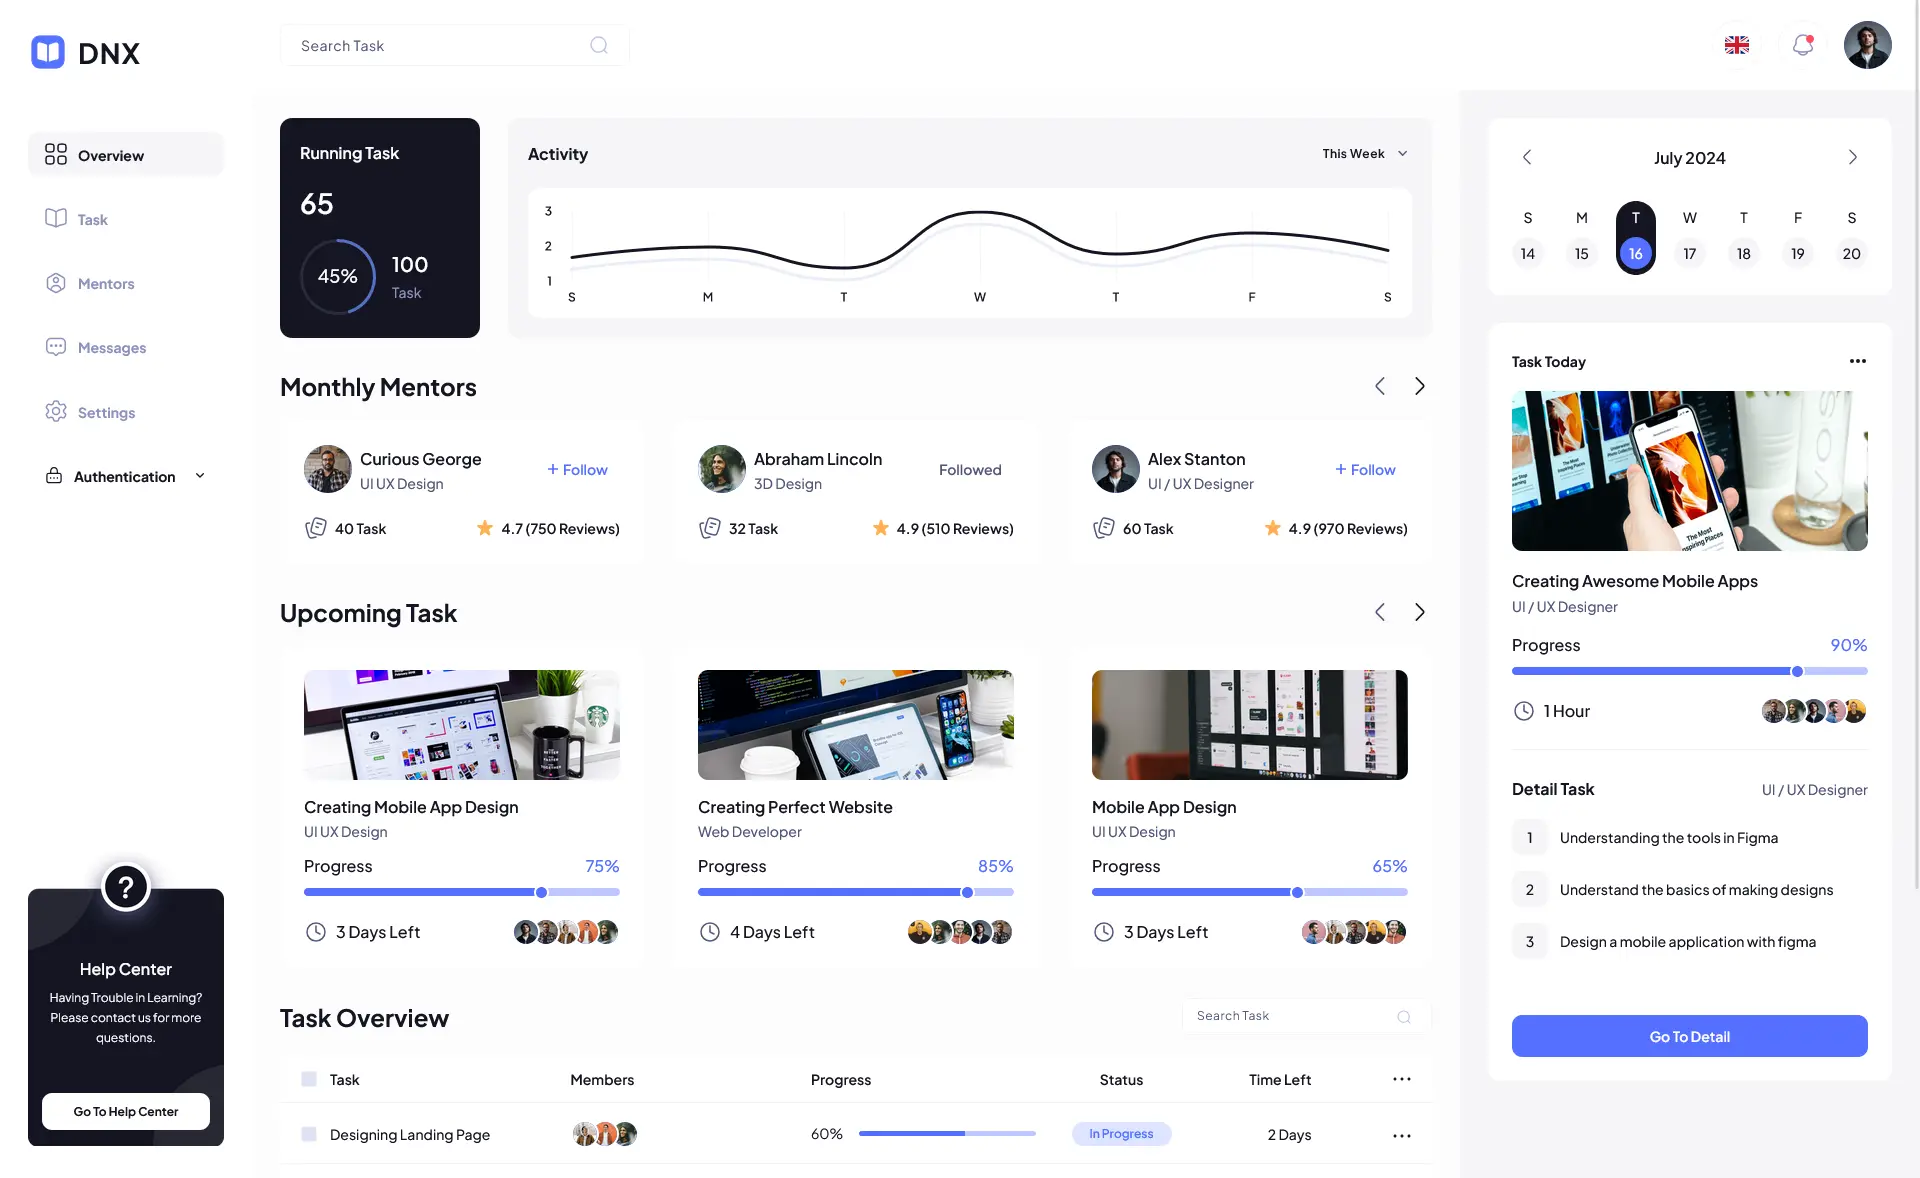 DNX
Search Task
Overview
Task
Mentors
Messages
Settings
Authentication
?
Help Center
Having Trouble in Learning?
Please contact us for more
questions.
Go To Help Center
Running Task
65
45%
100
Task
Activity
This Week
3
2
1
S M T W T F S
Monthly Mentors
Curious George
UI UX Design
+ Follow
40 Task
4.7 (750 Reviews)
Abraham Lincoln
3D Design
Followed
32 Task
4.9 (510 Reviews)
Alex Stanton
UI / UX Designer
+ Follow
60 Task
4.9 (970 Reviews)
Upcoming Task
Creating Mobile App Design
UI UX Design
Progress 75%
3 Days Left
Creating Perfect Website
Web Developer
Progress 85%
4 Days Left
Mobile App Design
UI UX Design
Progress 65%
3 Days Left
Task Overview
Search Task
Task Members Progress Status Time Left
Designing Landing Page 60% In Progress 2 Days
July 2024
S M T W T F S
14 15 16 17 18 19 20
Task Today
The Most
Inspiring Places
Creating Awesome Mobile Apps
UI / UX Designer
Progress 90%
1 Hour
Detail Task UI / UX Designer
1 Understanding the tools in Figma
2 Understand the basics of making designs
3 Design a mobile application with figma
Go To Detail